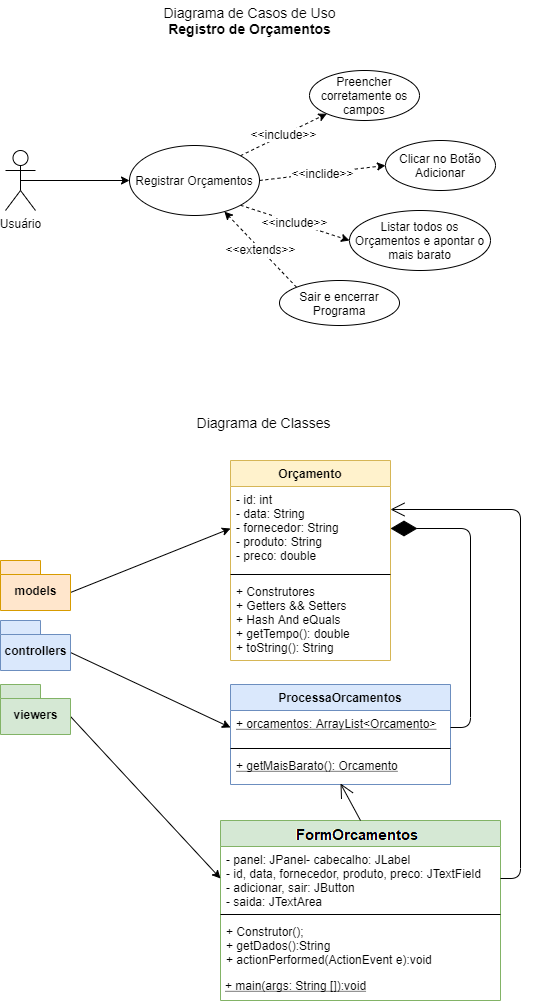 Diagrama de Casos de Uso
Registro de Orçamentos
Preencher
corretamente os
campos
<<include>>
Clicar no Botão
Adicionar
Registrar Orçamentos
<<inclide>>
Usuário
<<include>>
Listar todos os
Orçamentos e apontar o
mais barato
<<extends>>
Sair e encerrar
Programa
Diagrama de Classes
Orçamento
- id: int
- data: String
- fornecedor: String
- produto: String
- preco: double
+ Construtores
+ Getters && Setters
+ Hash And eQuals
+ getTempo(): double
+ toString(): String
models
controllers
viewers
ProcessaOrcamentos
+ orcamentos: ArrayList<Orcamento>
+ getMaisBarato(): Orcamento
FormOrcamentos
- panel: JPanel- cabecalho: JLabel
- id, data, fornecedor, produto, preco: JTextField
- adicionar, sair: JButton
- saida: JTextArea
+ Construtor();
+ getDados():String
+ actionPerformed(ActionEvent e):void
+ main(args: String []):void